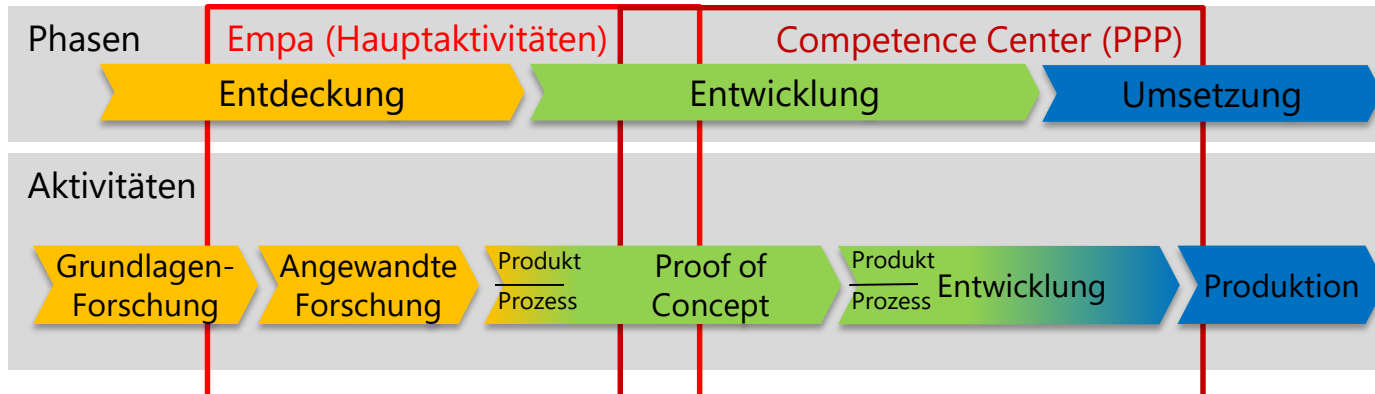 Phasen
Empa (Hauptaktivitäten)
Competence Center (PPP)
Entdeckung
Entwicklung
Umsetzung
Aktivitäten
Grundlagen-
Forschung
Angewandte
Forschung
Produkt
Prozess
Proof of
Concept
Produkt
Prozess
Entwicklung
Produktion